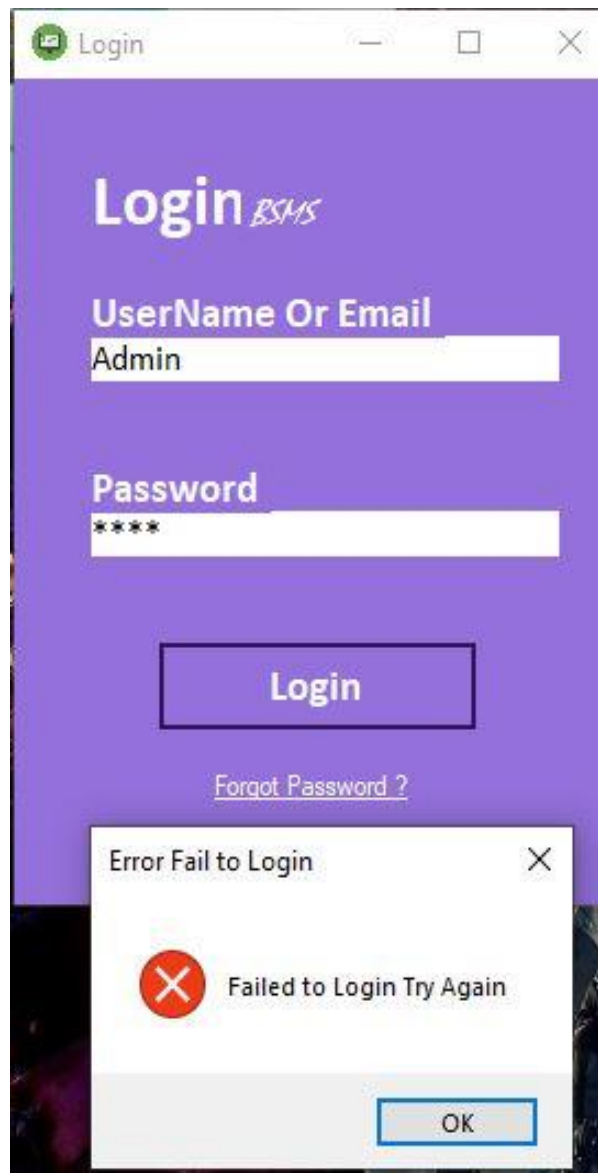 Login
Login BSMS
UserName Or Email
Admin
Password
****
Login
Forgot Password ?
Error Fail to Login
Failed to Login Try Again
OK